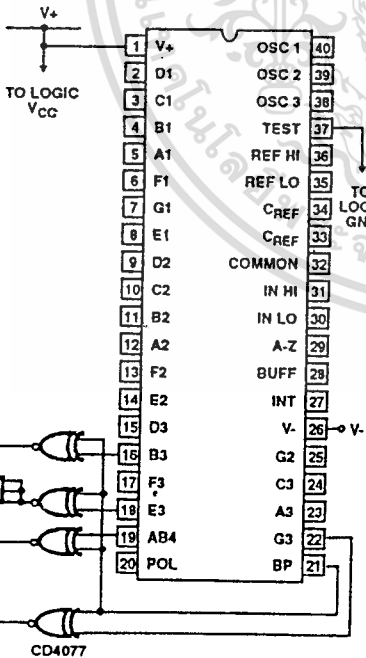 V+
TO LOGIC
VCC
1 V+ OSC 1 40
2 D1 OSC 2 39
3 C1 OSC 3 38
4 B1 TEST 37
5 A1 REF HI 36
6 F1 REF LO 35
7 G1 CREF 34
8 E1 CREF 33
9 D2 COMMON 32
10 C2 IN HI 31
11 B2 IN LO 30
12 A2 A-Z 29
13 F2 BUFF 28
14 E2 INT 27
15 D3 V- 26 V-
16 B3 G2 25
17 F3 C3 24
18 E3 A3 23
19 AB4 G3 22
20 POL BP 21
TO
LOG
GN
CD4077